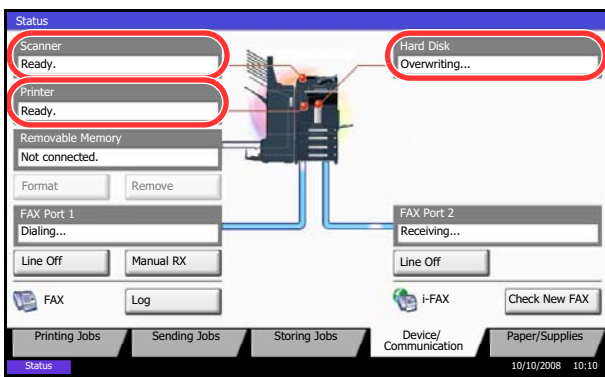 Status
Scanner
Ready.
Hard Disk
Overwriting...
Printer
Ready.
Removable Memory
Not connected.
Format
Remove
FAX Port 1
Dialing...
FAX Port 2
Receiving...
Line Off
Manual RX
Line Off
FAX
Log
i-FAX
Check New FAX
Printing Jobs
Sending Jobs
Storing Jobs
Device/
Communication
Paper/Supplies
Status
10/10/2008 10:10